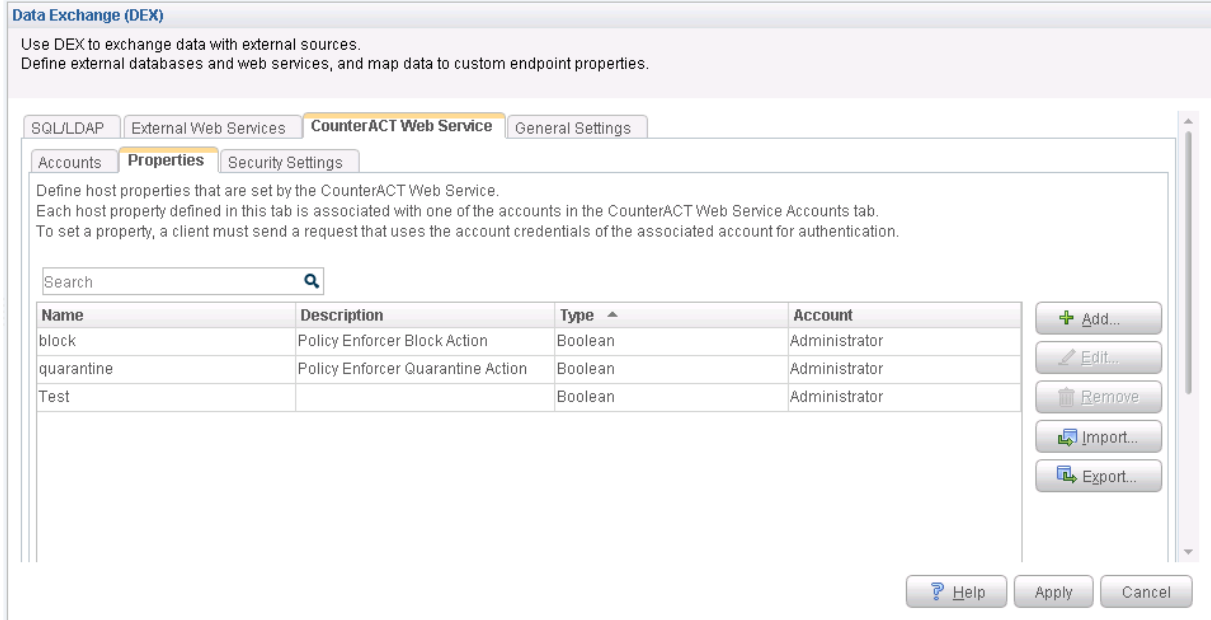 Data Exchange (DEX)
Use DEX to exchange data with external sources.
Define external databases and web services, and map data to custom endpoint properties.
SQL/LDAP External Web Services CounterACT Web Service General Settings
Accounts Properties Security Settings
Define host properties that are set by the CounterACT Web Service.
Each host property defined in this tab is associated with one of the accounts in the CounterACT Web Service Accounts tab.
To set a property, a client must send a request that uses the account credentials of the associated account for authentication.
Search
Name Description Type Account
block Policy Enforcer Block Action Boolean Administrator
quarantine Policy Enforcer Quarantine Action Boolean Administrator
Test Boolean Administrator
Add...
Edit...
Remove
Import...
Export...
Help Apply Cancel